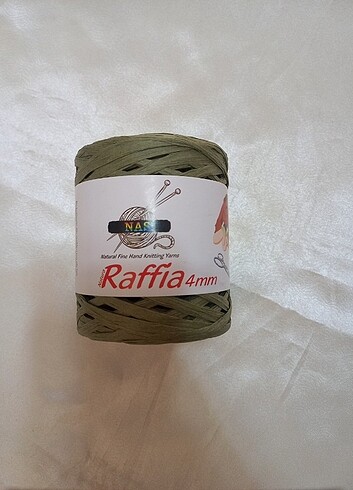 NAS
Natural Fine Hand Knitting Yarns
Raffia 4mm